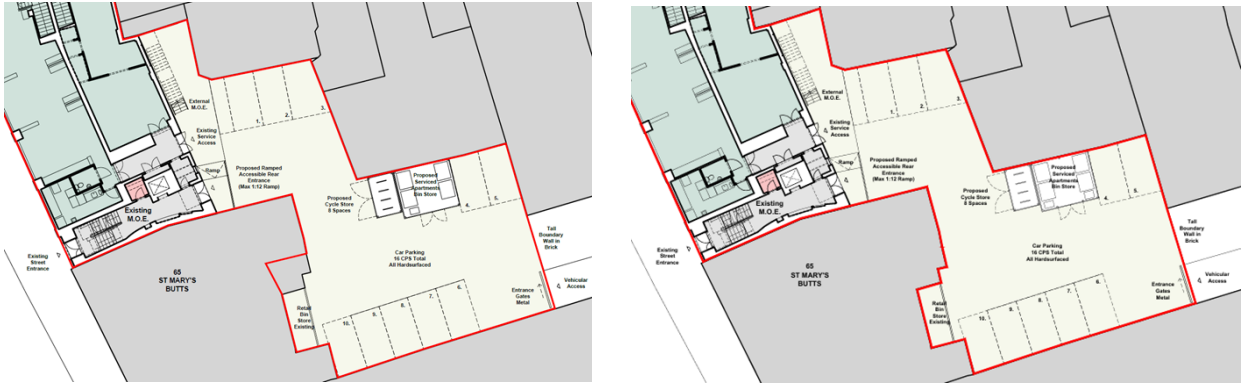 External
M.O.E.
1.
2.
3.
Existing
Service
Access
Proposed Ramped
Accessible Rear
Entrance
(Max 1:12 Ramp)
Ramp
Proposed
Serviced
Apartments
Bin Store
Proposed
Cycle Store
8 Spaces
4.
5.
Existing
M.O.E.
Existing
Street
Entrance
65
ST MARY'S
BUTTS
Car Parking
16 CPS Total
All Hardsurfaced
Tall
Boundary
Wall in
Brick
Vehicular
Access
Entrance
Gates
Metal
Retail
Bin
Store
Existing
10.
9.
8.
7.
6.
External
M.O.E.
1.
2.
3.
Existing
Service
Access
Ramp
Proposed Ramped
Accessible Rear
Entrance
(Max 1:12 Ramp)
Proposed
Serviced
Apartments
Bin Store
Proposed
Cycle Store
8 Spaces
4.
5.
Existing
M.O.E.
Existing
Street
Entrance
65
ST MARY'S
BUTTS
Car Parking
16 CPS Total
All Hardsurfaced
Tall
Boundary
Wall in
Brick
Vehicular
Access
Entrance
Gates
Metal
Retail
Bin
Store
Existing
10.